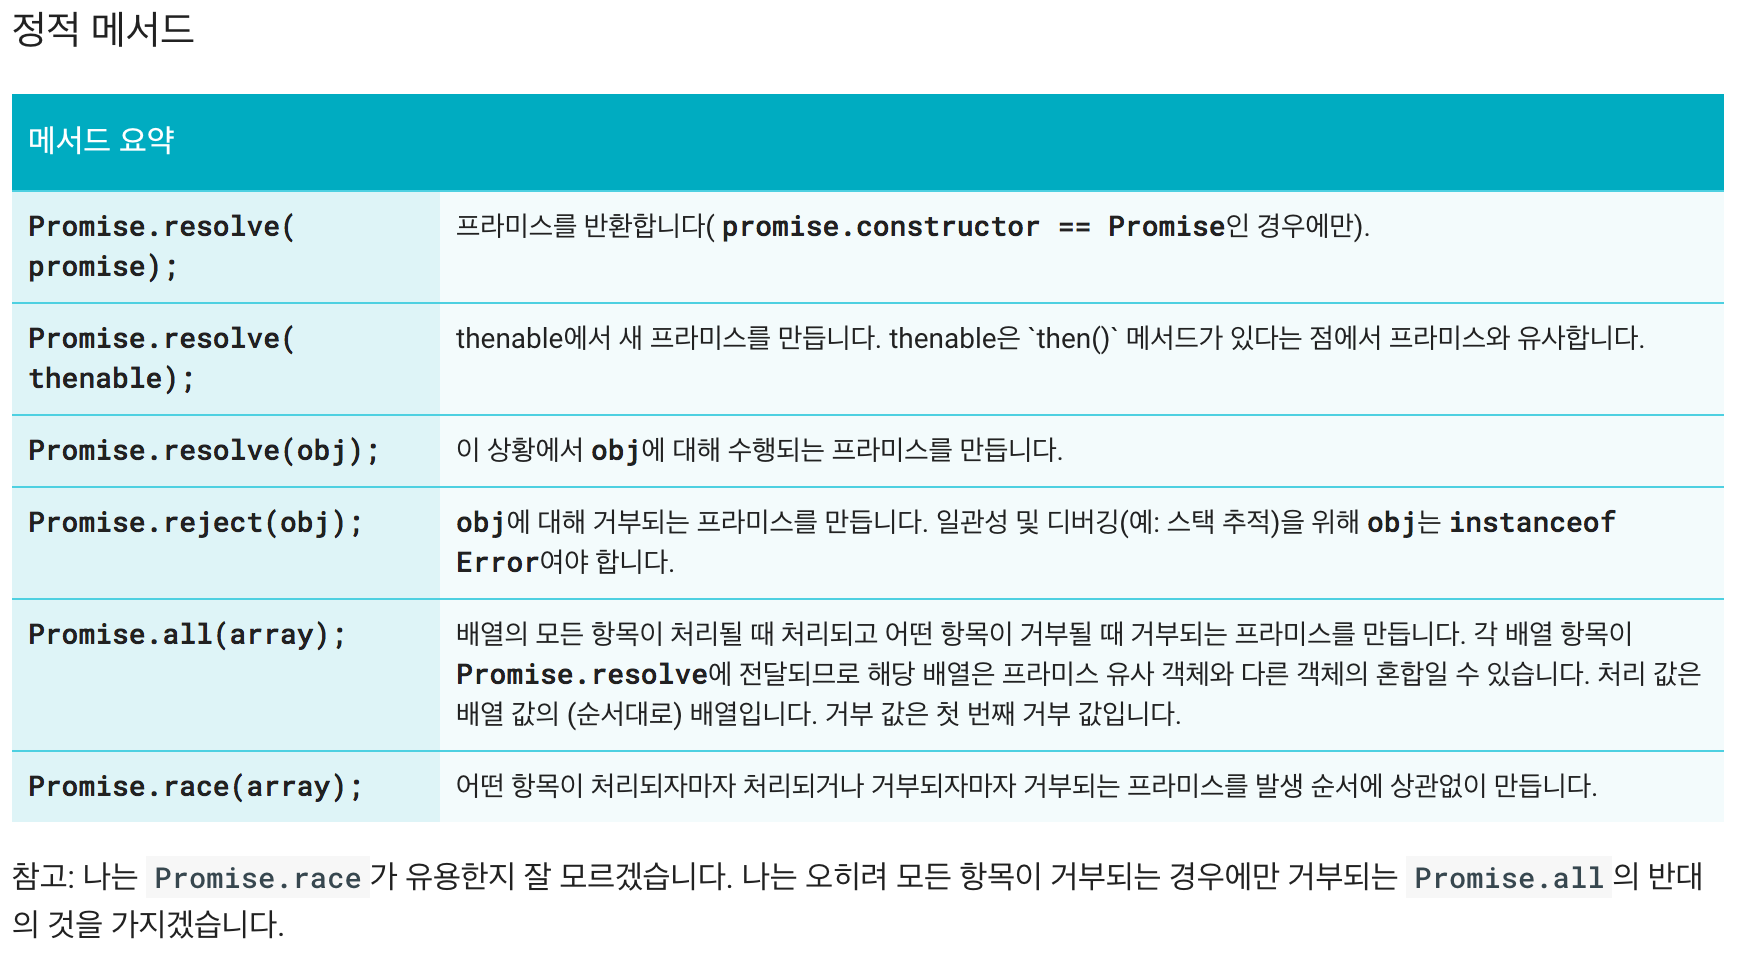 정적 메서드
메서드 요약
Promise.resolve(
promise);
프라미스를 반환합니다( promise.constructor == Promise인 경우에만).
Promise.resolve(
thenable);
thenable에서 새 프라미스를 만듭니다. thenable은 `then()` 메서드가 있다는 점에서 프라미스와 유사합니다.
Promise.resolve(obj);
이 상황에서 obj에 대해 수행되는 프라미스를 만듭니다.
Promise.reject(obj);
obj에 대해 거부되는 프라미스를 만듭니다. 일관성 및 디버깅(예: 스택 추적)을 위해 obj는 instanceof
Error여야 합니다.
Promise.all(array);
배열의 모든 항목이 처리될 때 처리되고 어떤 항목이 거부될 때 거부되는 프라미스를 만듭니다. 각 배열 항목이
Promise.resolve에 전달되므로 해당 배열은 프라미스 유사 객체와 다른 객체의 혼합일 수 있습니다. 처리 값은
배열 값의 (순서대로) 배열입니다. 거부 값은 첫 번째 거부 값입니다.
Promise.race(array);
어떤 항목이 처리되자마자 처리되거나 거부되자마자 거부되는 프라미스를 발생 순서에 상관없이 만듭니다.
참고: 나는 Promise.race가 유용한지 잘 모르겠습니다. 나는 오히려 모든 항목이 거부되는 경우에만 거부되는 Promise.all의 반대
의 것을 가지겠습니다.